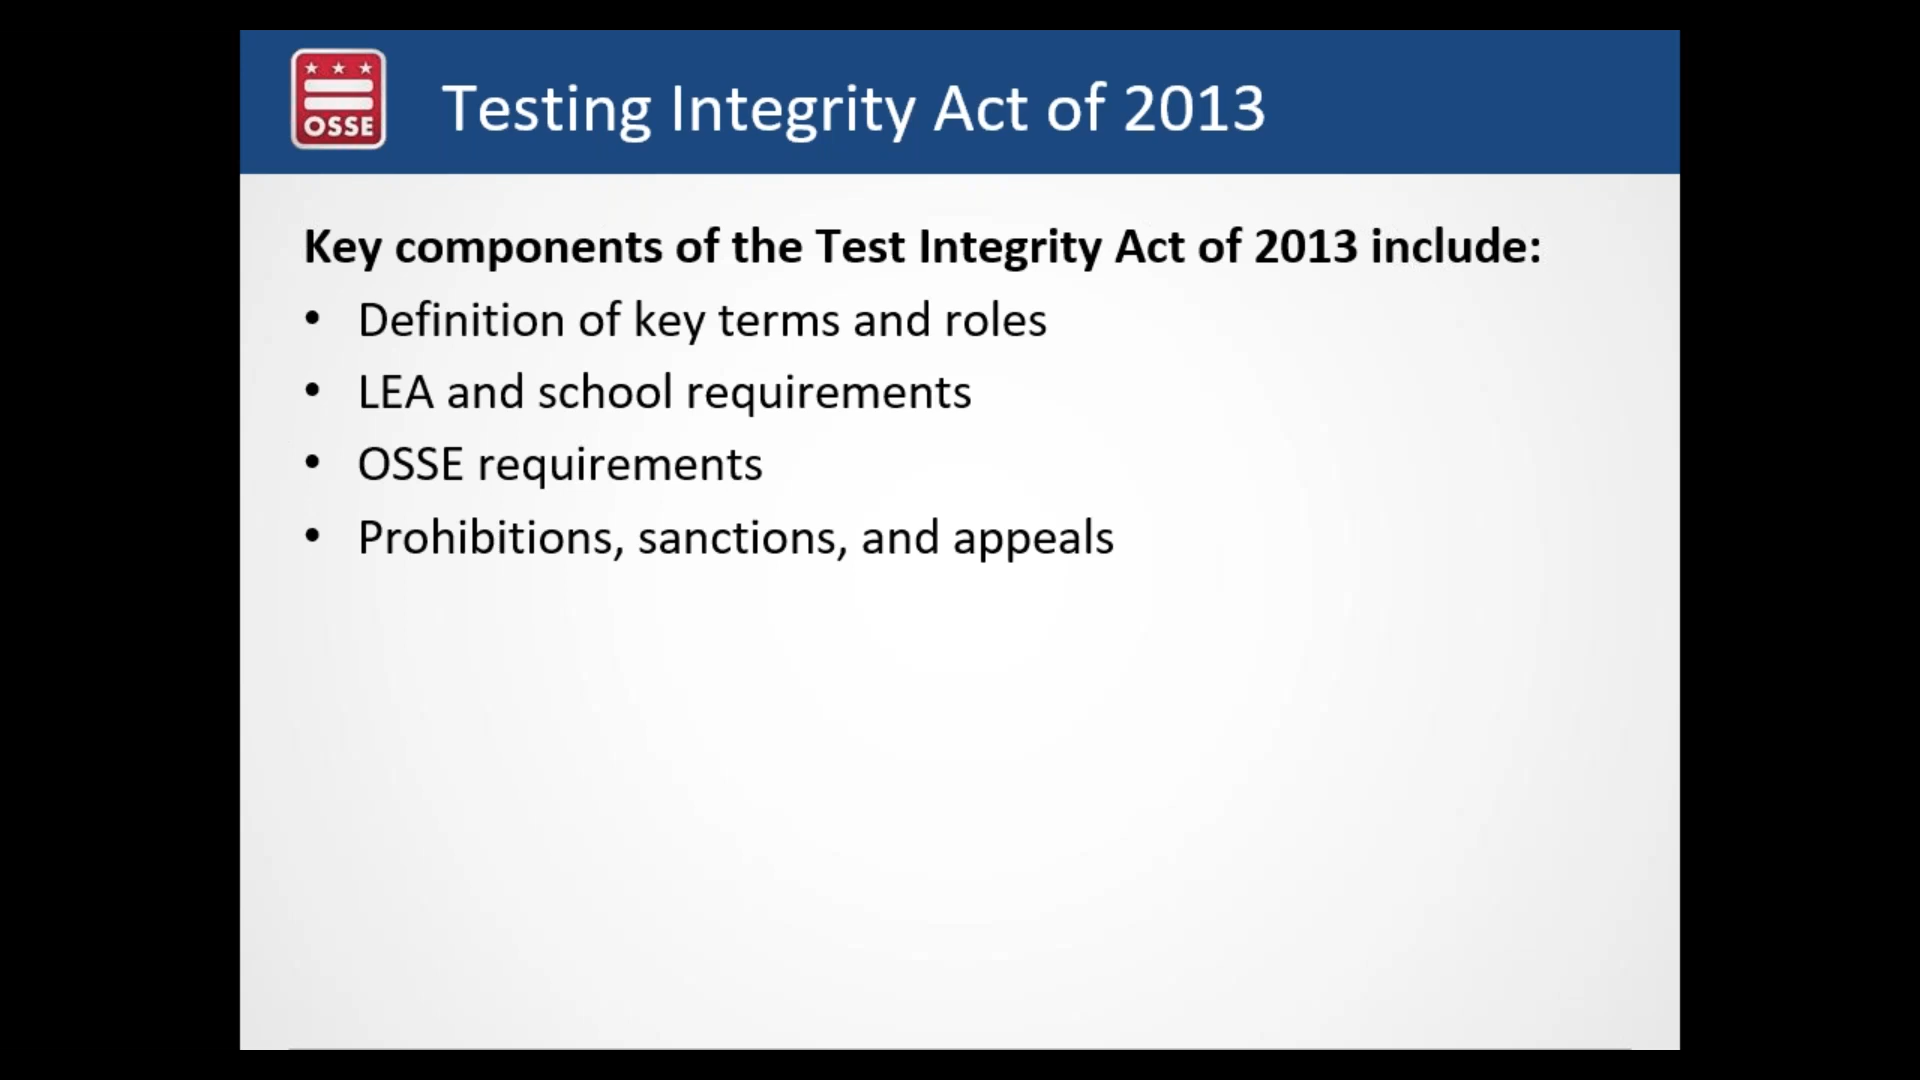 OSSE
Testing Integrity Act of 2013
Key components of the Test Integrity Act of 2013 include:
• Definition of key terms and roles
• LEA and school requirements
• OSSE requirements
• Prohibitions, sanctions, and appeals